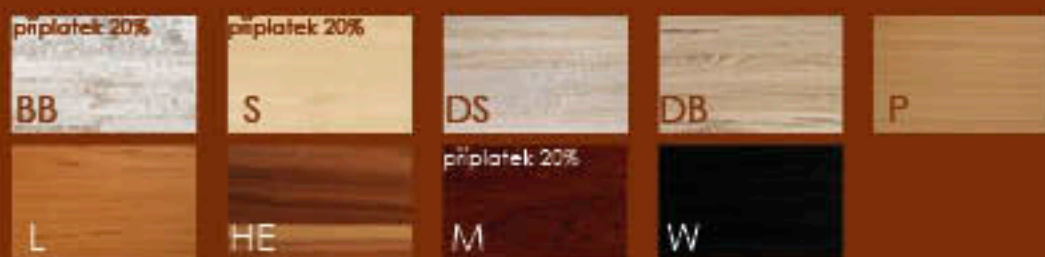 příplatek 20%
BB
příplatek 20%
S
DS
DB
P
L
HE
příplatek 20%
M
W